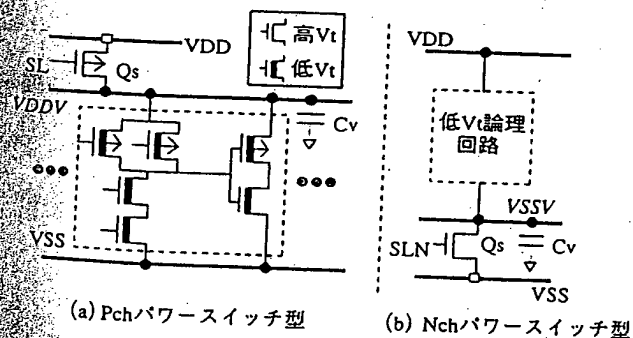 VDD
SL
Qs
高Vt
低Vt
VDDV
Cv
VSS
(a) Pchパワースイッチ型
VDD
低Vt論理
回路
VSSV
SLN
Qs
Cv
VSS
(b) Nchパワースイッチ型